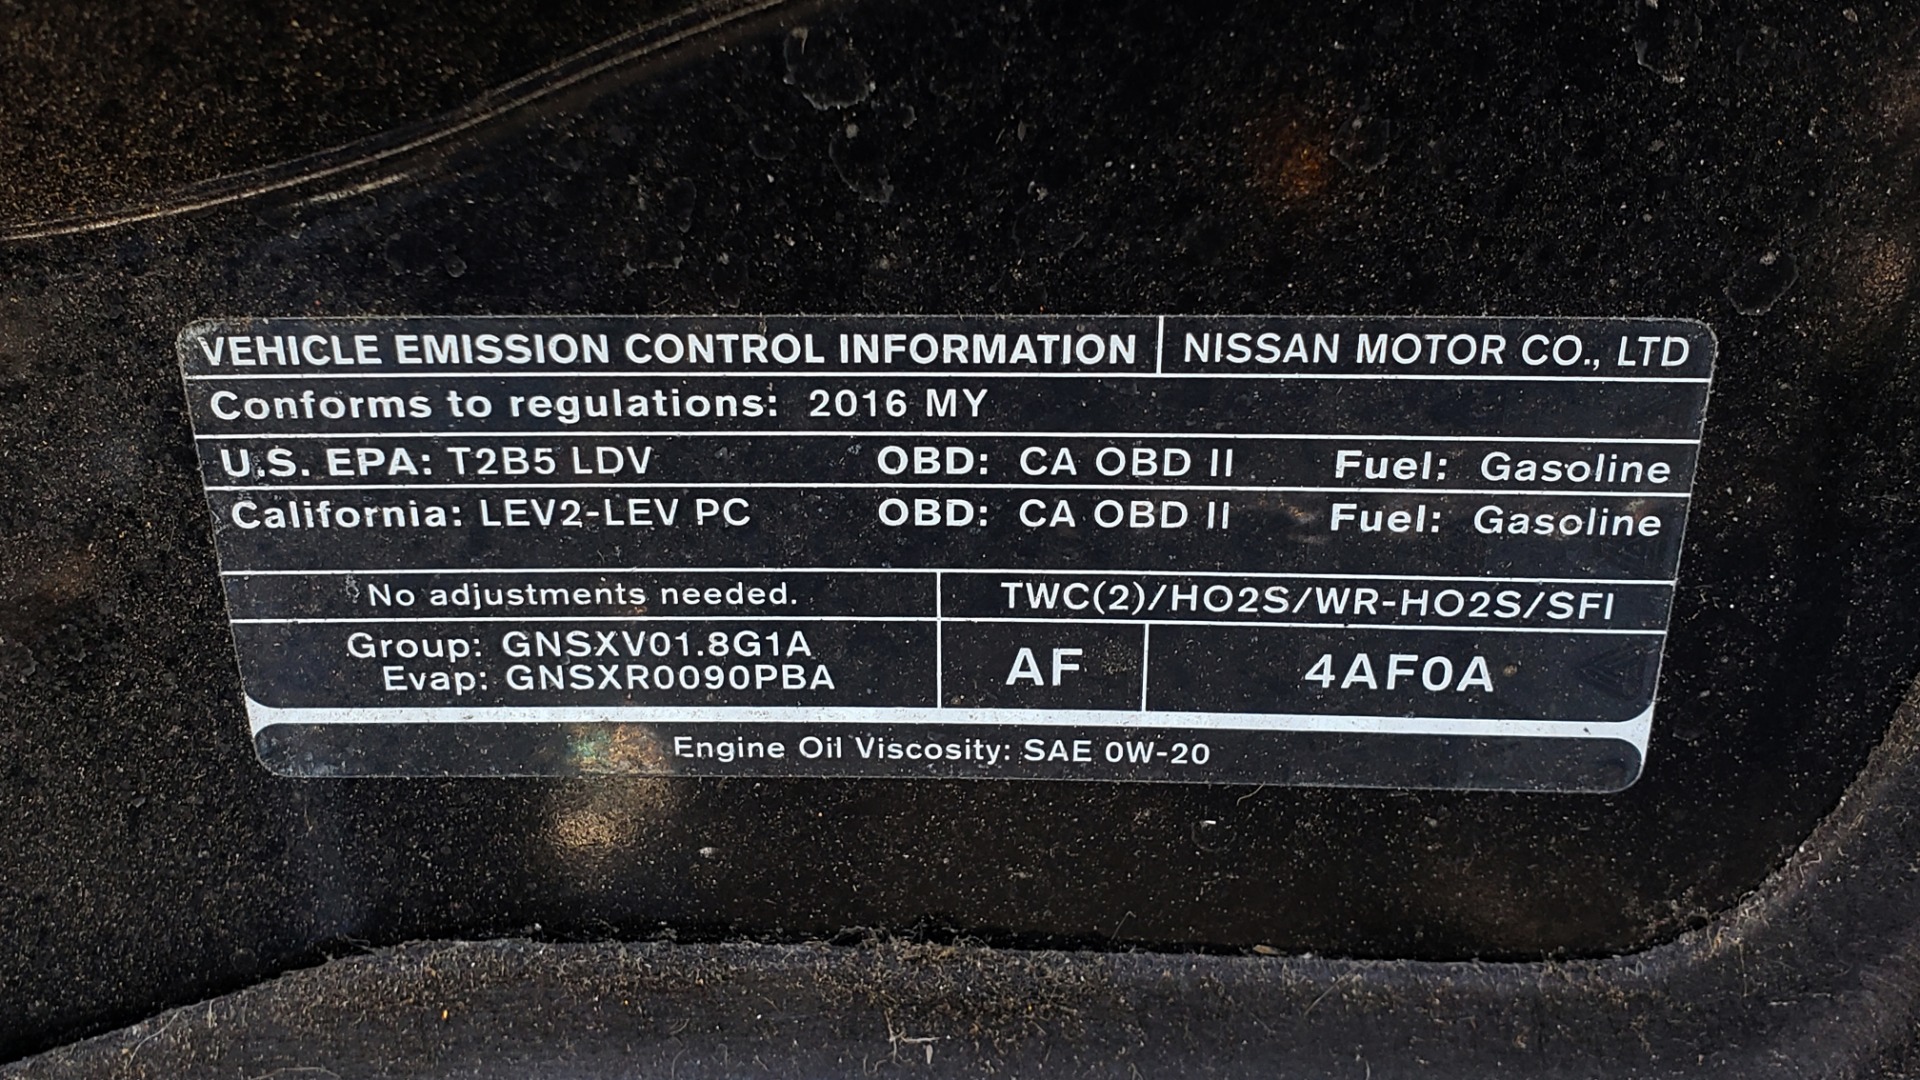 VEHICLE EMISSION CONTROL INFORMATION NISSAN MOTOR CO., LTD
Conforms to regulations: 2016 MY
U.S. EPA: T2B5 LDV OBD: CA OBD II Fuel: Gasoline
California: LEV2-LEV PC OBD: CA OBD II Fuel: Gasoline
No adjustments needed. TWC(2)/HO2S/WR-HO2S/SFI
Group: GNSXV01.8G1A
Evap: GNSXR0090PBA
AF 4AF0A
Engine Oil Viscosity: SAE 0W-20